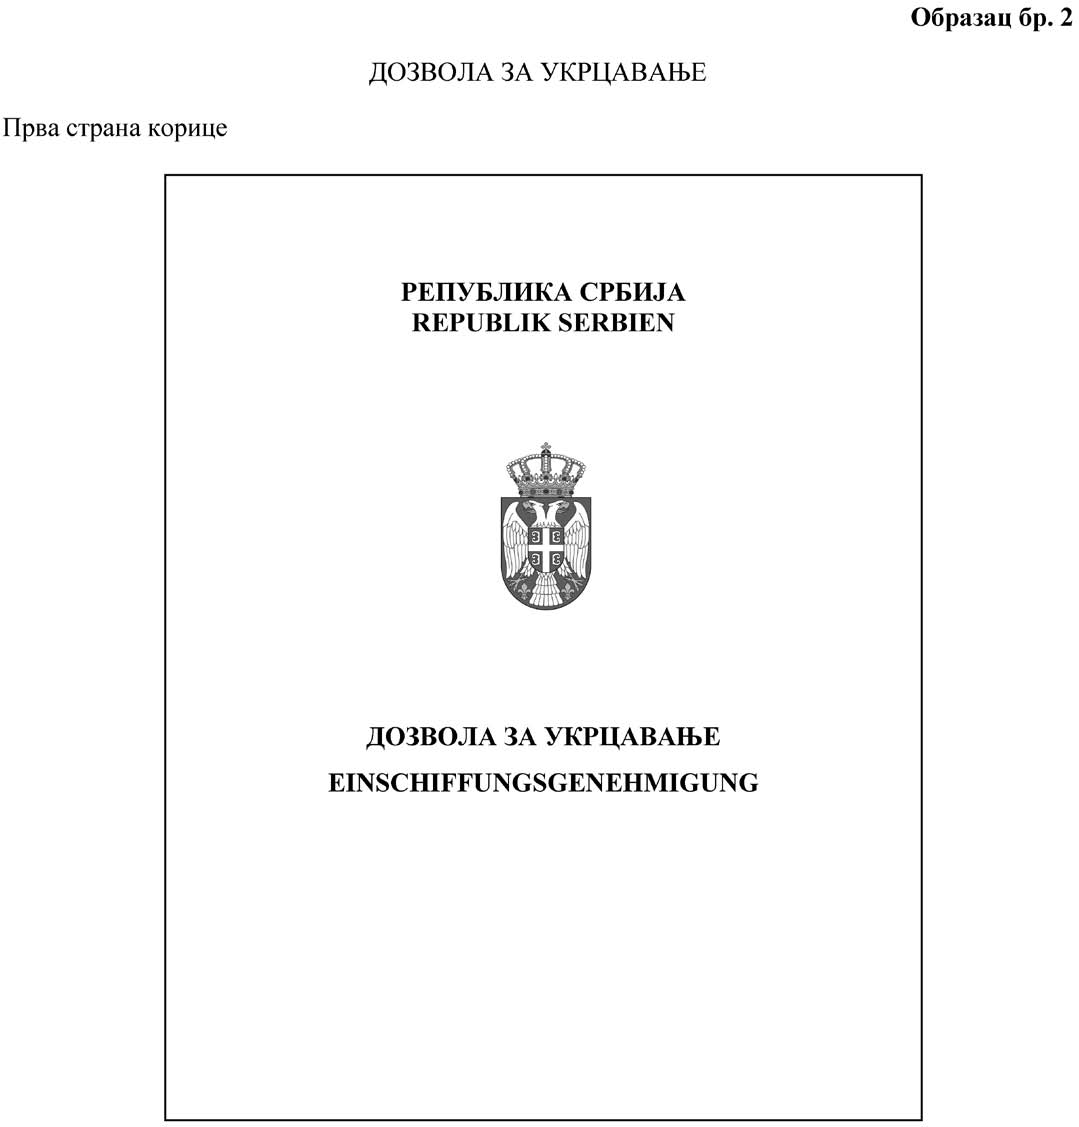 Образац бр. 2
ДОЗВОЛА ЗА УКРЦАВАЊЕ
Прва страна корице
РЕПУБЛИКА СРБИЈА
REPUBLIK SERBIEN
ДОЗВОЛА ЗА УКРЦАВАЊЕ
EINSCHIFFUNGSGENEHMIGUNG